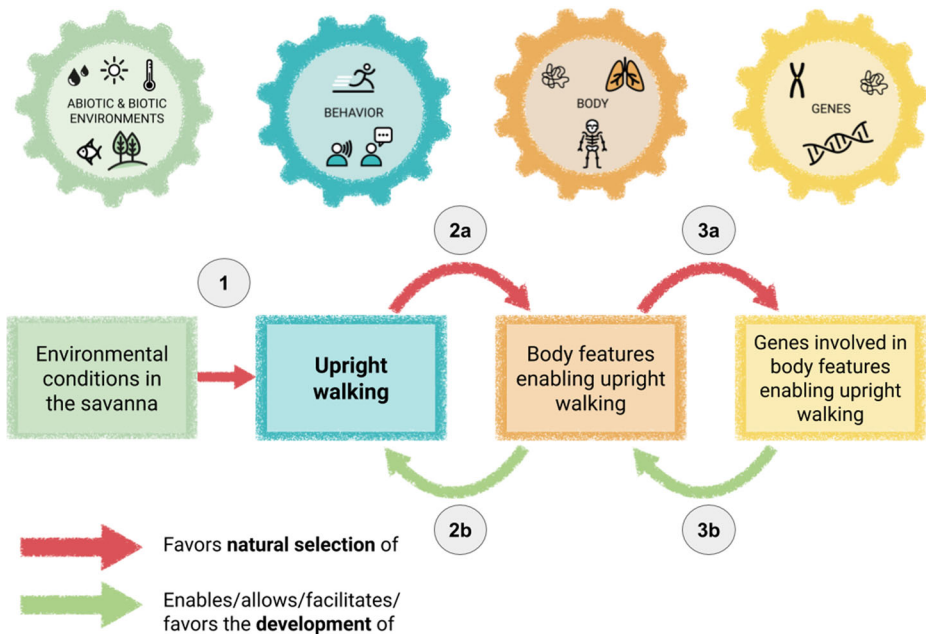 ABIOTIC & BIOTIC
ENVIRONMENTS
BEHAVIOR
BODY
GENES
1
2a
3a
Environmental
conditions in
the savanna
Upright
walking
Body features
enabling upright
walking
Genes involved in
body features
enabling upright
walking
2b
3b
Favors natural selection of
Enables/allows/facilitates/
favors the development of